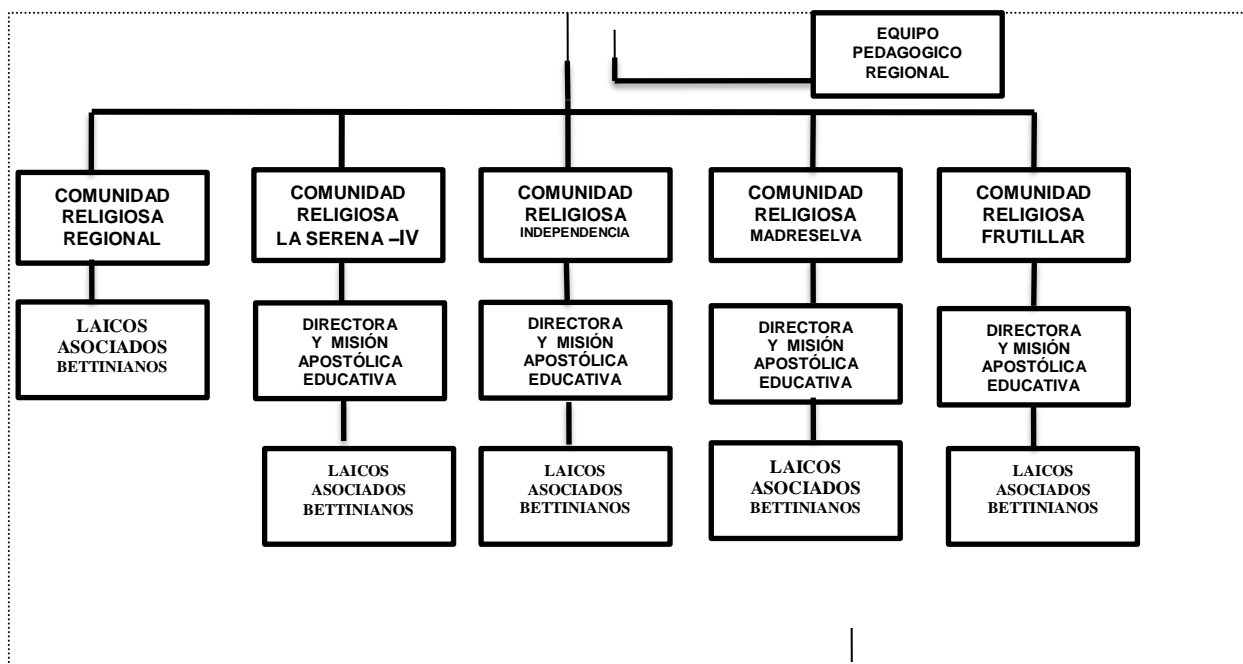 EQUIPO
PEDAGOGICO
REGIONAL
COMUNIDAD
RELIGIOSA
REGIONAL
COMUNIDAD
RELIGIOSA
LA SERENA –IV
COMUNIDAD
RELIGIOSA
INDEPENDENCIA
COMUNIDAD
RELIGIOSA
MADRESELVA
COMUNIDAD
RELIGIOSA
FRUTILLAR
LAICOS
ASOCIADOS
BETTINIANOS
DIRECTORA
Y MISIÓN
APOSTÓLICA
EDUCATIVA
DIRECTORA
Y MISIÓN
APOSTÓLICA
EDUCATIVA
DIRECTORA
Y MISIÓN
APOSTÓLICA
EDUCATIVA
DIRECTORA
Y MISIÓN
APOSTÓLICA
EDUCATIVA
LAICOS
ASOCIADOS
BETTINIANOS
LAICOS
ASOCIADOS
BETTINIANOS
LAICOS
ASOCIADOS
BETTINIANOS
LAICOS
ASOCIADOS
BETTINIANOS